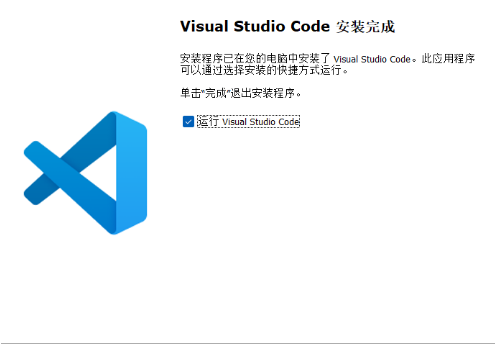 Visual Studio Code 安装完成
安装程序已在您的电脑中安装了 Visual Studio Code。此应用程序
可以通过选择安装的快捷方式运行。
单击“完成”退出安装程序。
运行 Visual Studio Code